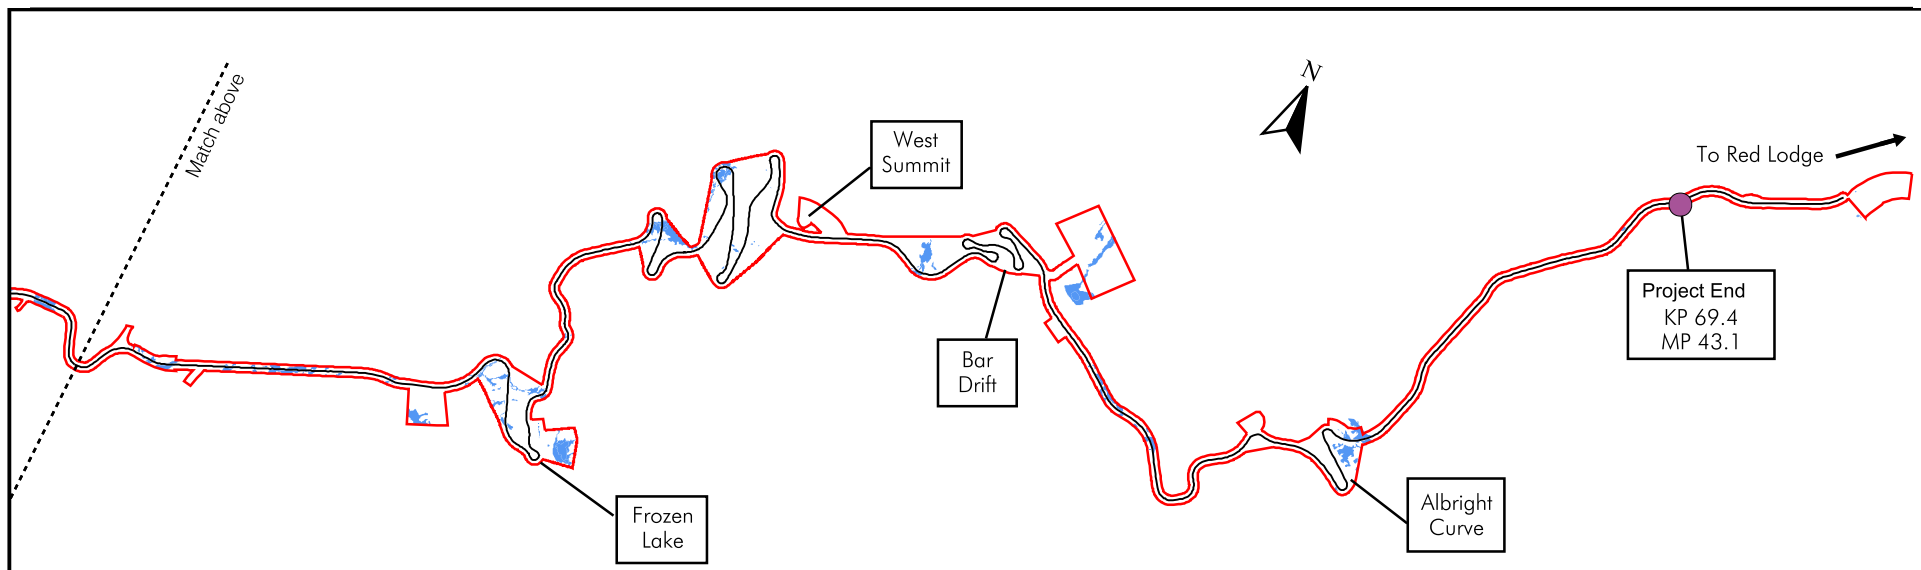 Match above
N
West
Summit
To Red Lodge
Project End
KP 69.4
MP 43.1
Bar
Drift
Frozen
Lake
Albright
Curve